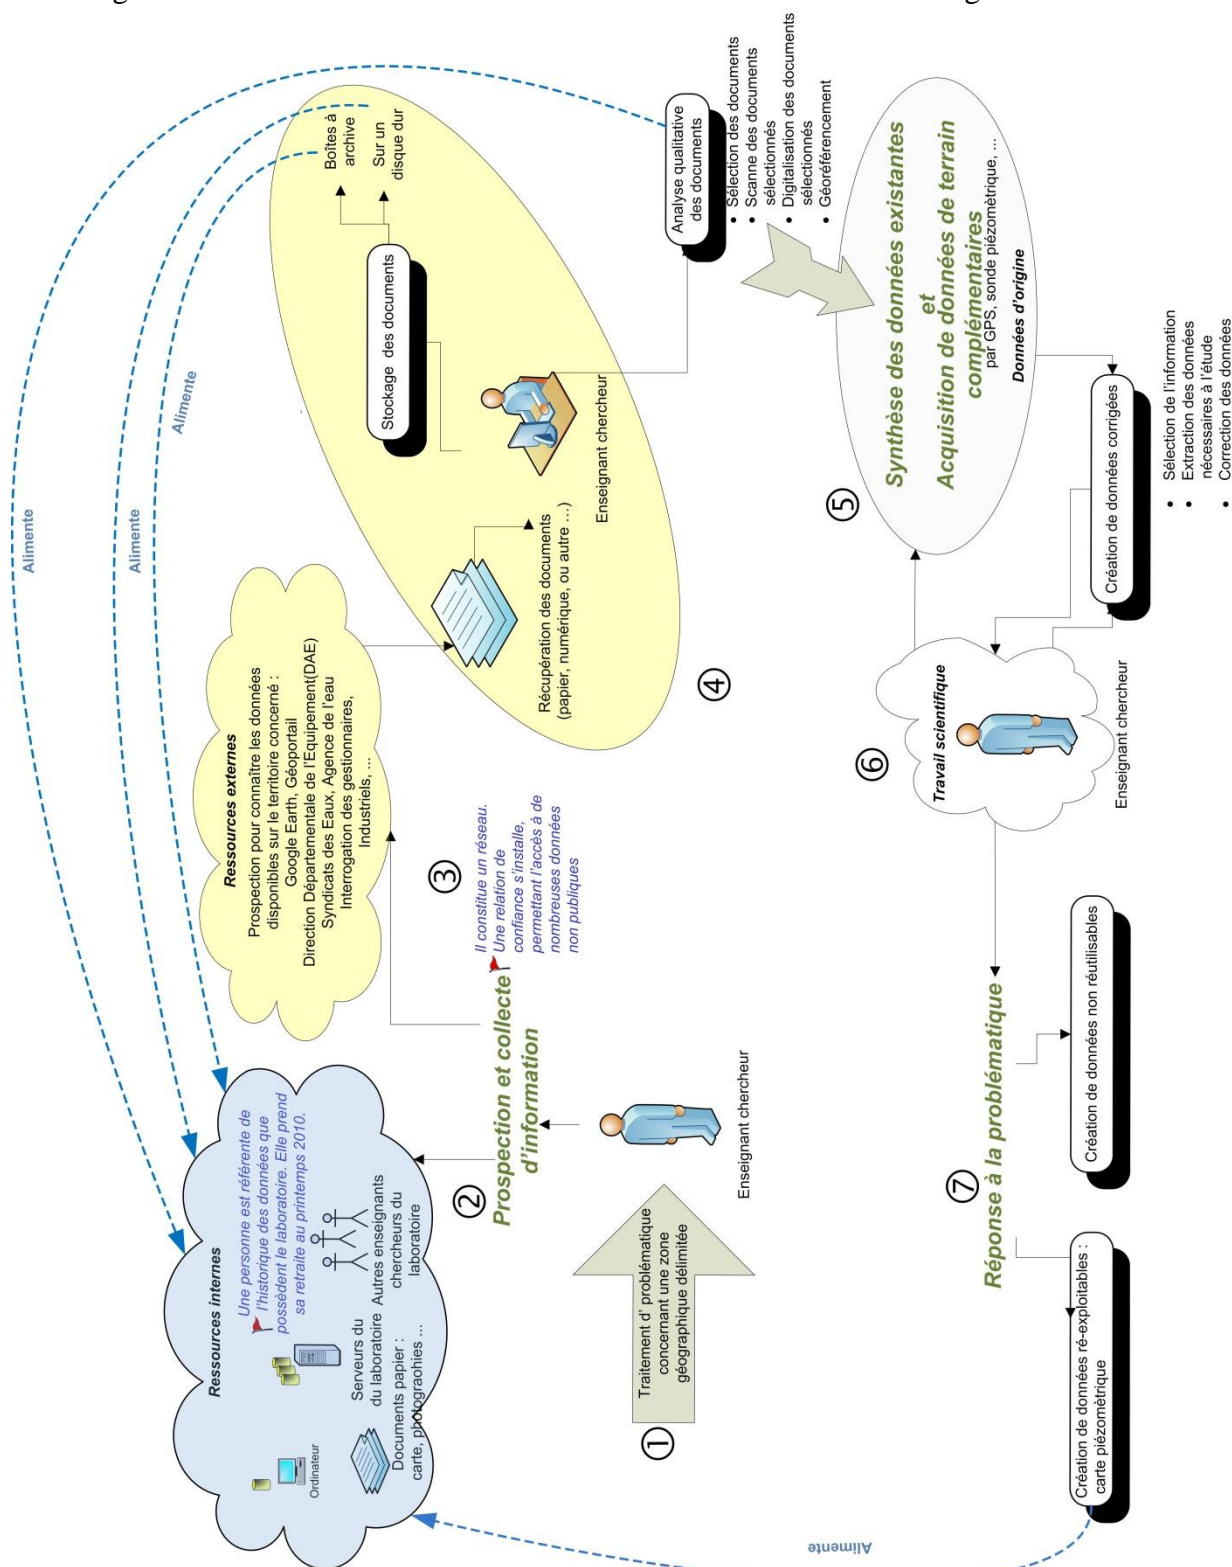 Ressources internes
Une personne est référente de
l'historique des données que
possèdent le laboratoire. Elle prend
sa retraite au printemps 2010.
Ordinateur
Serveurs du
du laboratoire
Documents papier :
carte, photograohies ...
Autres enseignants
chercheurs du
laboratoire
Ressources externes
Prospection pour connaître les données
disponibles sur le territoire concerné :
Google Earth, Géoportail
Direction Départementale de l'Equipement(DAE)
Syndicats des Eaux, Agence de l'eau
Interrogation des gestionnaires,
Industriels, ...
Alimente
Alimente
Alimente
Boîtes à
archive
Sur un
disque dur
Stockage des documents
Enseignant chercheur
Récupération des documents
(papier, numérique, ou autre …)
④
②
Prospection et collecte
d'information
③
Il constitue un réseau.
Une relation de
confiance s'installe,
permettant l'accès à de
nombreuses données
non publiques
①
Traitement d' problématique
concernant une zone
géographique délimitée
Enseignant chercheur
Analyse qualitative
des documents
• Sélection des documents
• Scanne des documents
sélectionnés
• Digitalisation des documents
sélectionnés
• Géoréférencement
⑤
Synthèse des données existantes
et
Acquisition de données de terrain
complémentaires
par GPS, sonde piézomètrique, ...
Données d'origine
Création de données corrigées
• Sélection de l'information
• Extraction des données
nécessaires à l'étude
• Correction des données
⑥
Travail scientifique
Enseignant chercheur
⑦
Réponse à la problématique
Création de données non réutilisables
Création de données ré-exploitables :
carte piézomètrique
Alimente